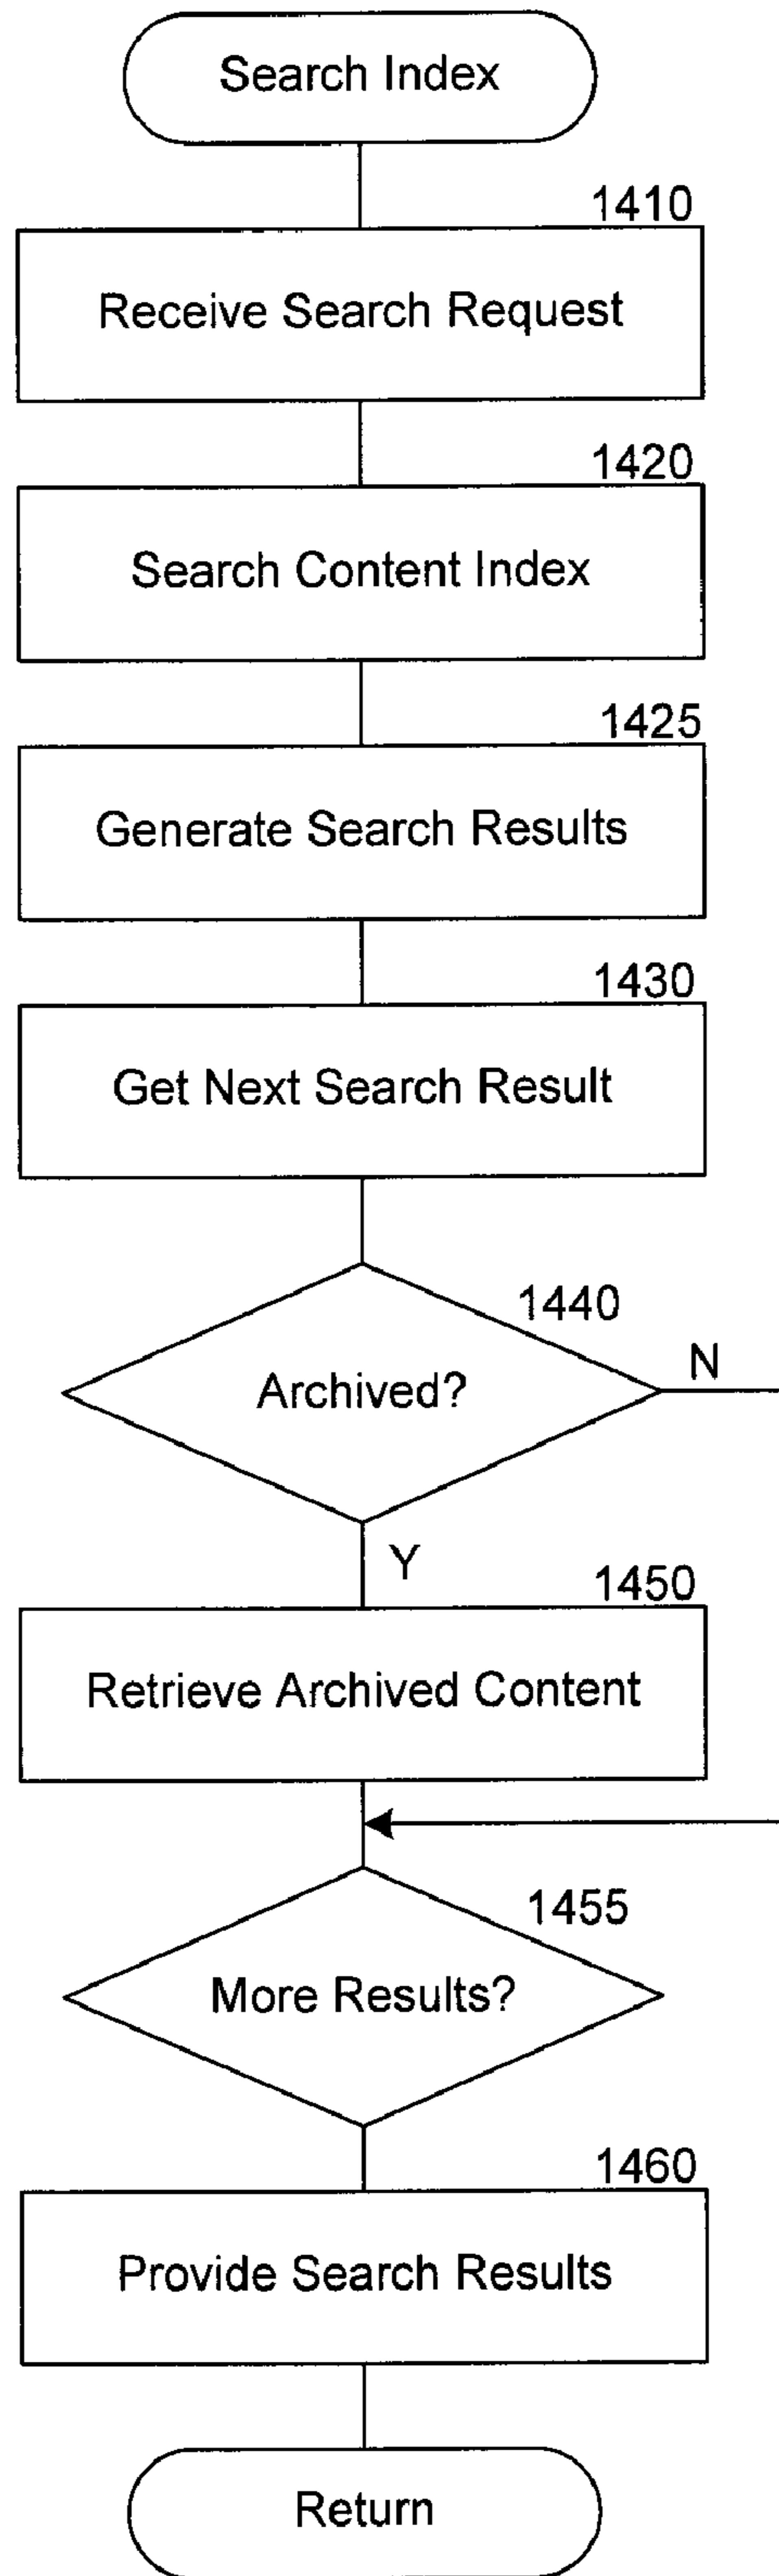 Search Index
1410
Receive Search Request
1420
Search Content Index
1425
Generate Search Results
1430
Get Next Search Result
1440
Archived?
N
Y
1450
Retrieve Archived Content
1455
More Results?
1460
Provide Search Results
Return